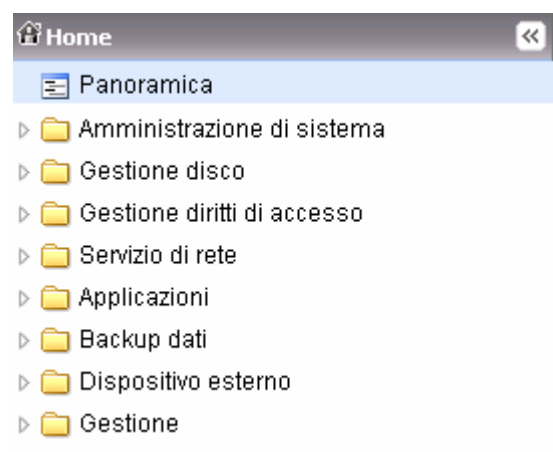 Home
Panoramica
Amministrazione di sistema
Gestione disco
Gestione diritti di accesso
Servizio di rete
Applicazioni
Backup dati
Dispositivo esterno
Gestione